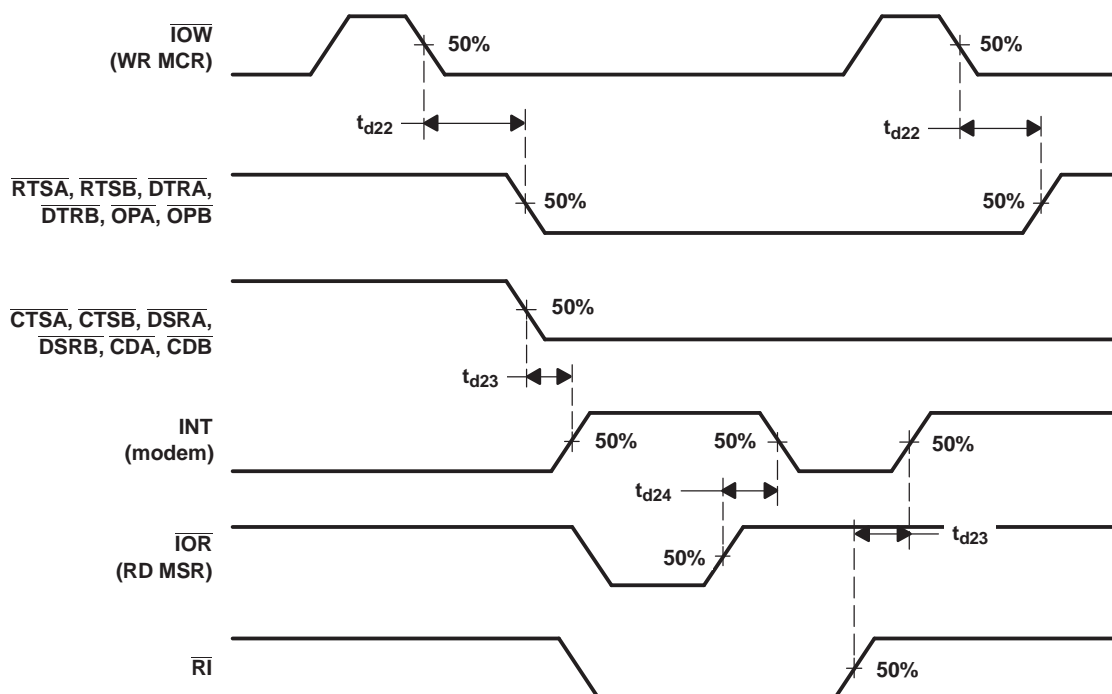 IOW
(WR MCR)
50%
50%
td22
td22
RTSA, RTSB, DTRA,
DTRB, OPA, OPB
50%
50%
CTSA, CTSB, DSRA,
DSRB, CDA, CDB
50%
td23
INT
(modem)
50%
50%
50%
td24
IOR
(RD MSR)
50%
td23
RI
50%